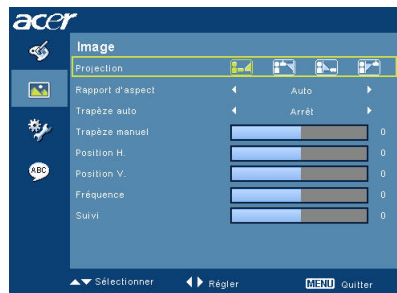 acer
Image
Projection
Rapport d'aspect Auto
Trapèze auto Arrêt
Trapèze manuel 0
Position H. 0
Position V. 0
Fréquence 0
Suivi 0
ABC
Sélectionner Régler MENU Quitter